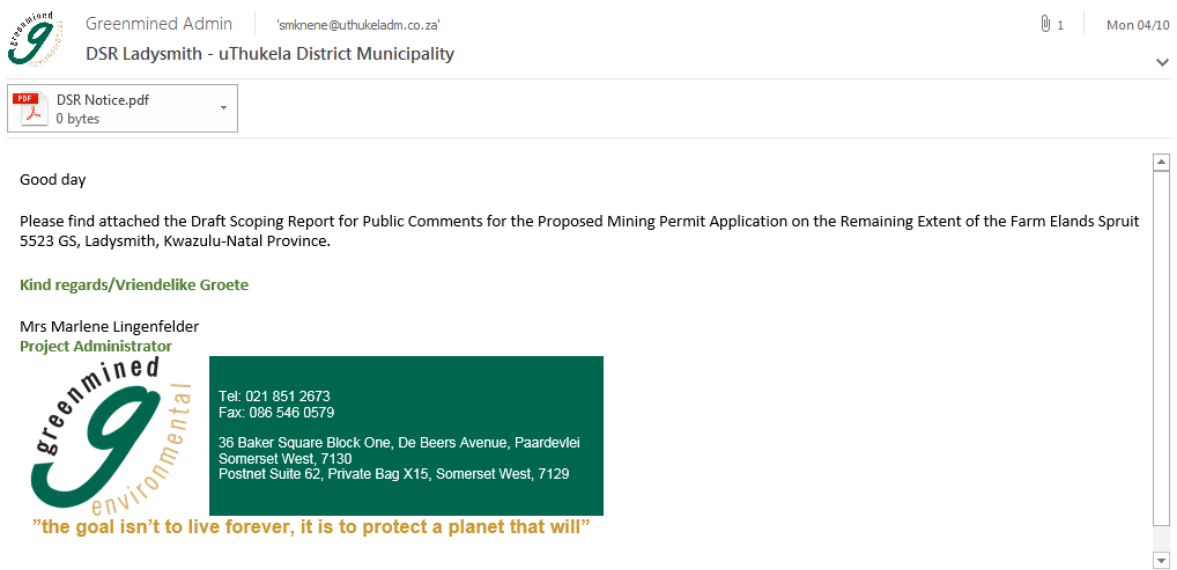 greenmined
environmental
Greenmined Admin 'smknene@uthukeladm.co.za' 1 Mon 04/10
DSR Ladysmith - uThukela District Municipality
PDF
DSR Notice.pdf
0 bytes
Good day
Please find attached the Draft Scoping Report for Public Comments for the Proposed Mining Permit Application on the Remaining Extent of the Farm Elands Spruit
5523 GS, Ladysmith, Kwazulu-Natal Province.
Kind regards/Vriendelike Groete
Mrs Marlene Lingenfelder
Project Administrator
greenmined
environmental
Tel: 021 851 2673
Fax: 086 546 0579
36 Baker Square Block One, De Beers Avenue, Paardevlei
Somerset West, 7130
Postnet Suite 62, Private Bag X15, Somerset West, 7129
”the goal isn’t to live forever, it is to protect a planet that will”